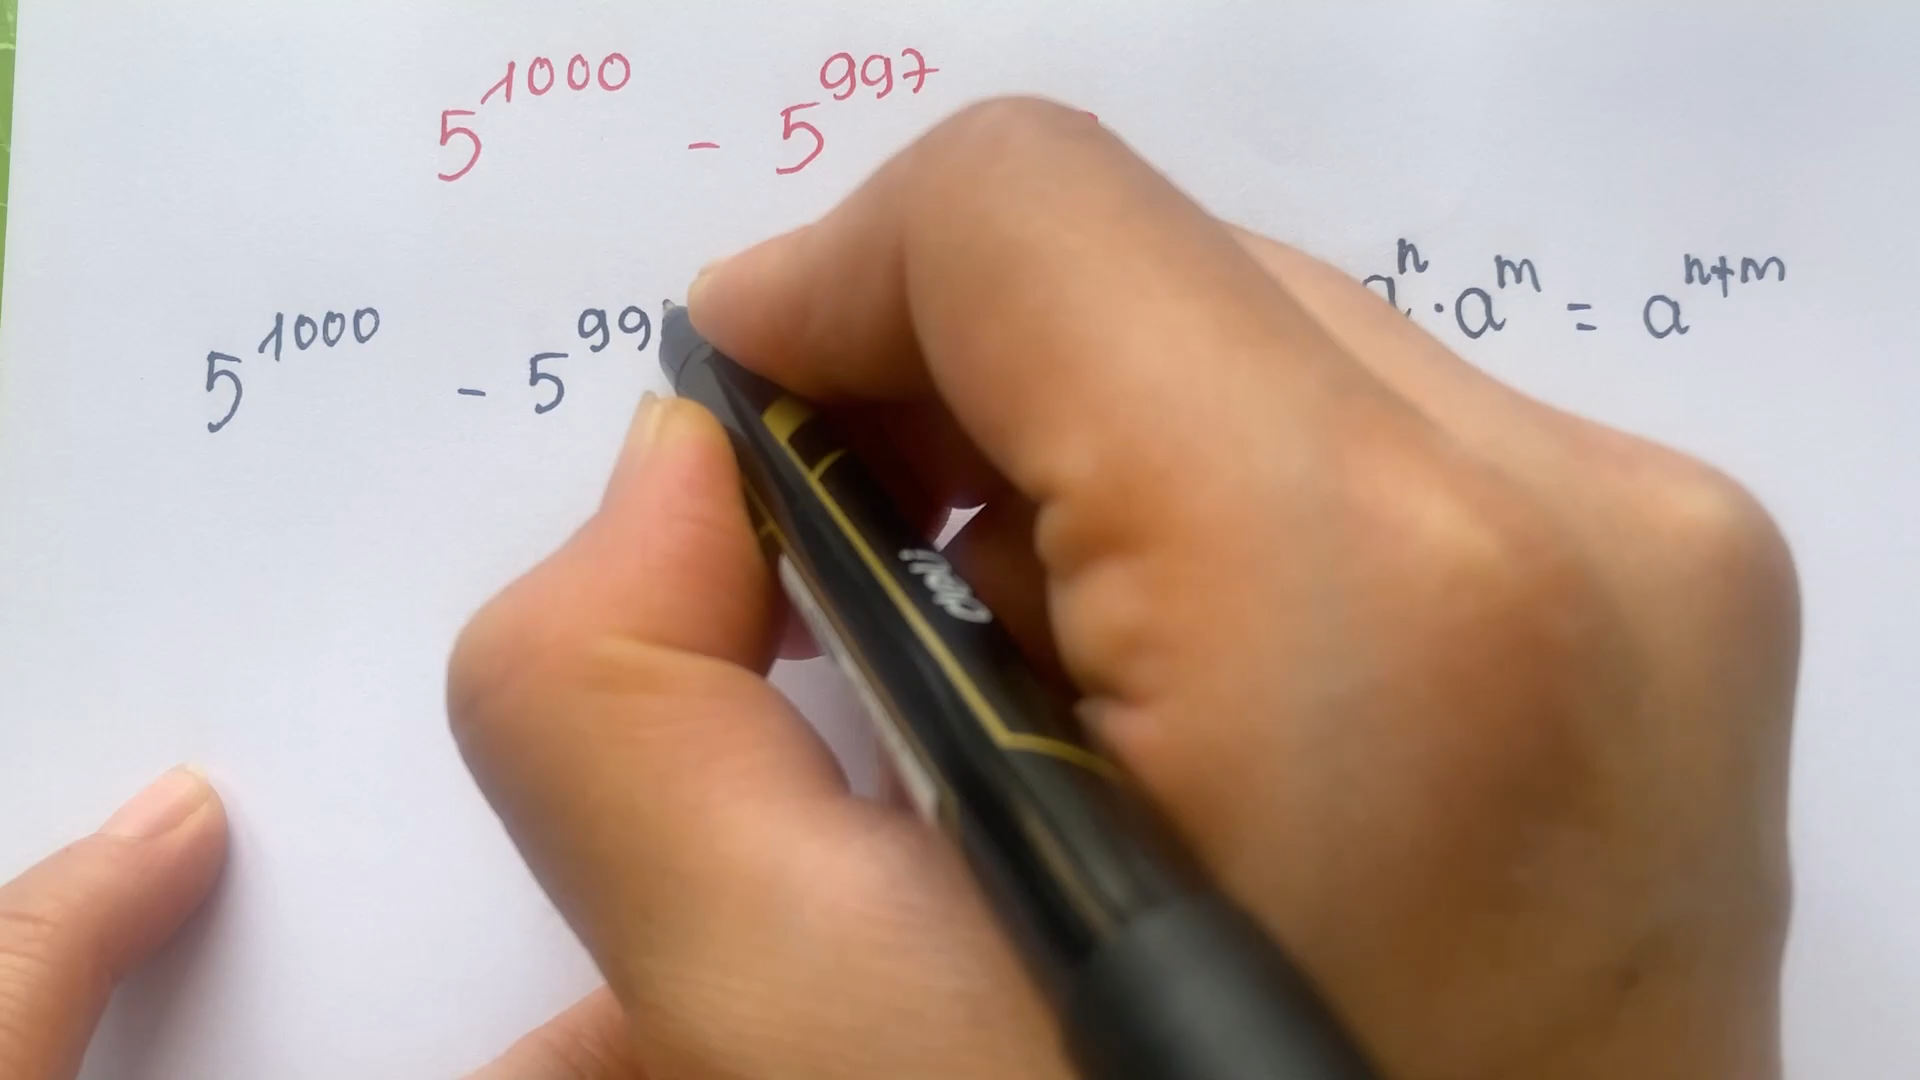 5^1000 - 5^997
a^n · a^m = a^(n+m)
5^1000 - 5^99